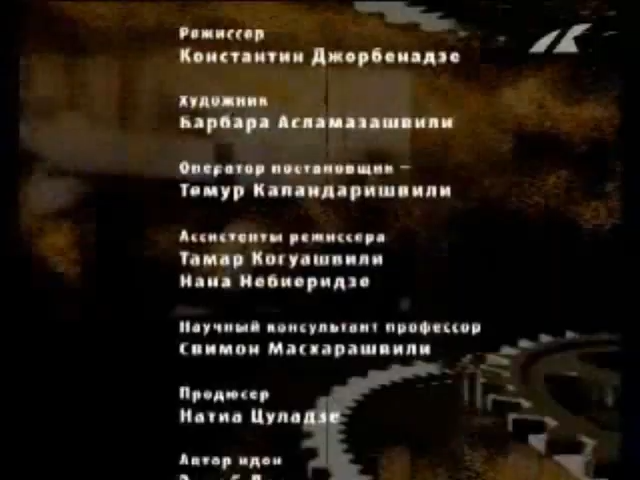 Режиссер
Константин Джорбенадзе
Художник
Барбара Асламазашвили
Оператор постановщик –
Темур Каландаришвили
Ассистенты режиссера
Тамар Когуашвили
Нана Небиеридзе
Научный консультант профессор
Свимон Масхарашвили
Продюсер
Натиа Цуладзе
Автор идеи